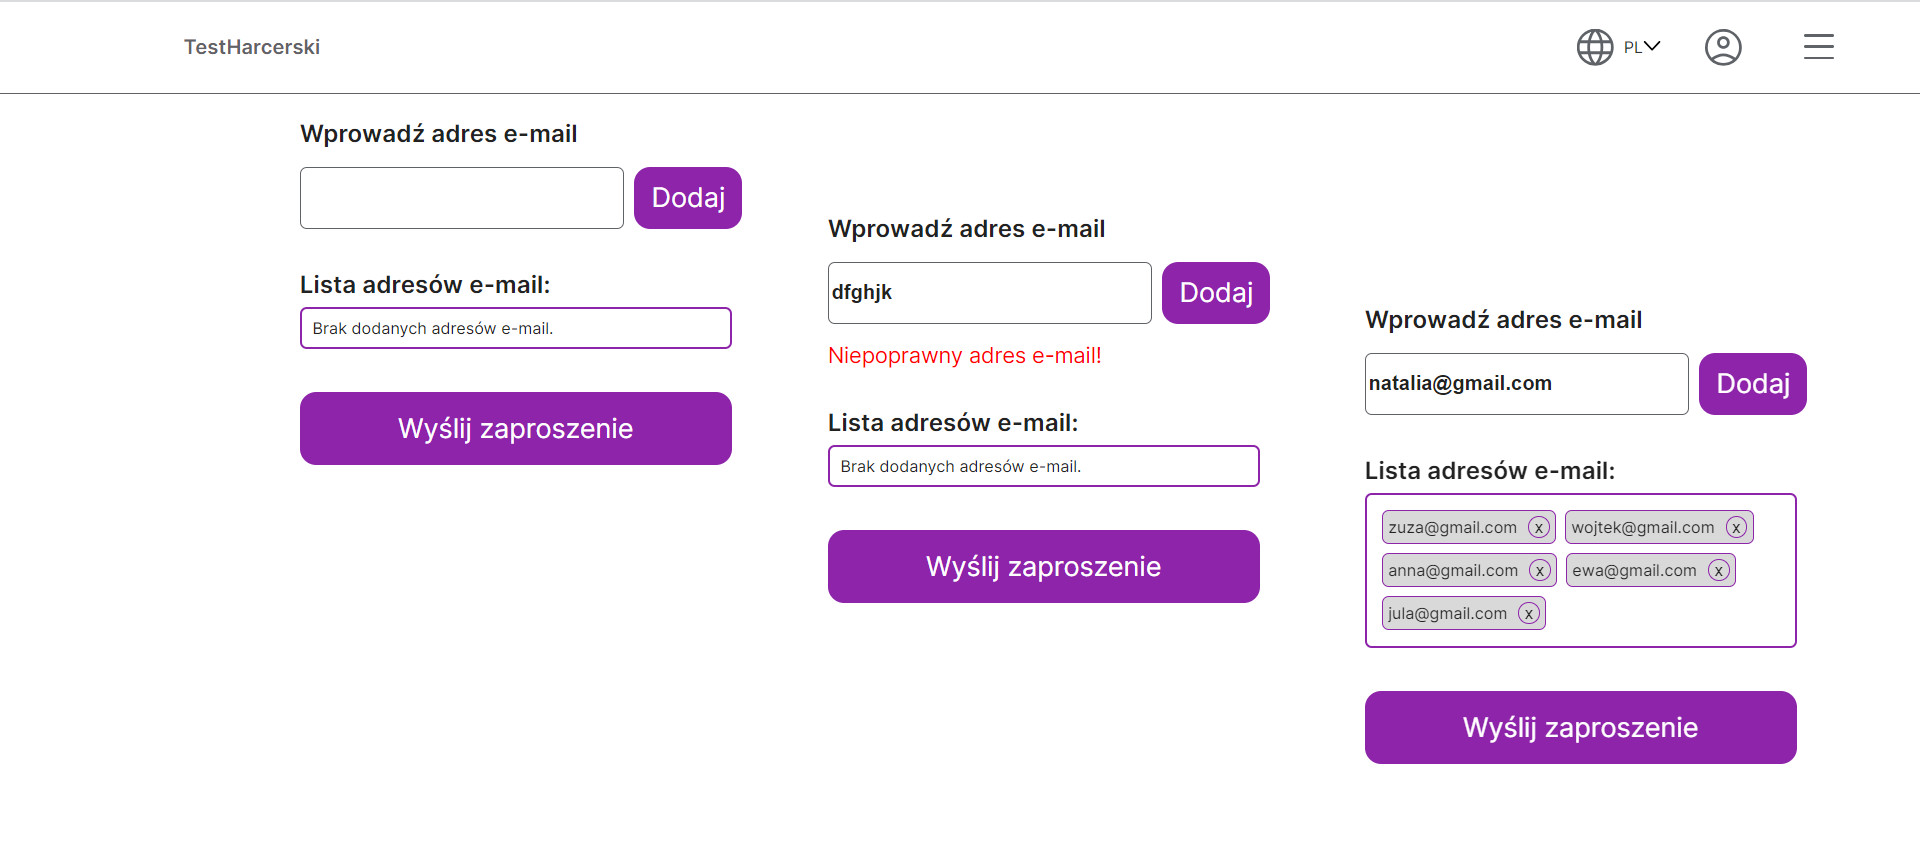 TestHarcerski
PL
Wprowadź adres e-mail
Dodaj
Lista adresów e-mail:
Brak dodanych adresów e-mail.
Wyślij zaproszenie
Wprowadź adres e-mail
dfghjk
Dodaj
Niepoprawny adres e-mail!
Lista adresów e-mail:
Brak dodanych adresów e-mail.
Wyślij zaproszenie
Wprowadź adres e-mail
natalia@gmail.com
Dodaj
Lista adresów e-mail:
zuza@gmail.com x wojtek@gmail.com x
anna@gmail.com x ewa@gmail.com x
jula@gmail.com x
Wyślij zaproszenie